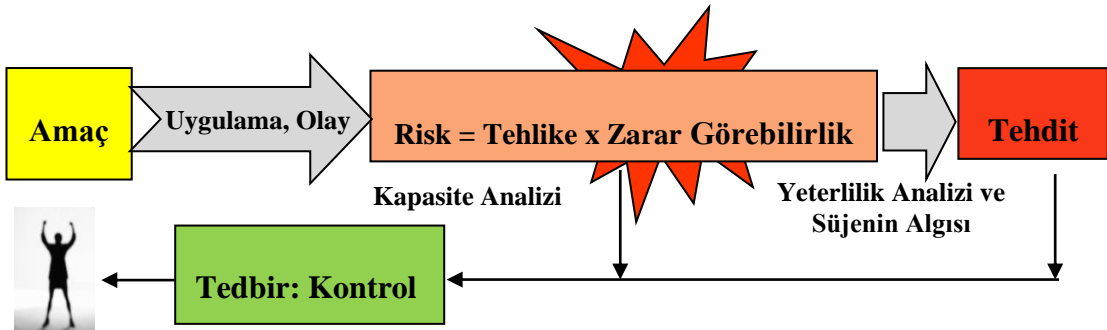 Amaç
Uygulama, Olay
Risk = Tehlike x Zarar Görebilirlik
Tehdit
Kapasite Analizi
Yeterlilik Analizi ve
Süjenin Algısı
Tedbir: Kontrol